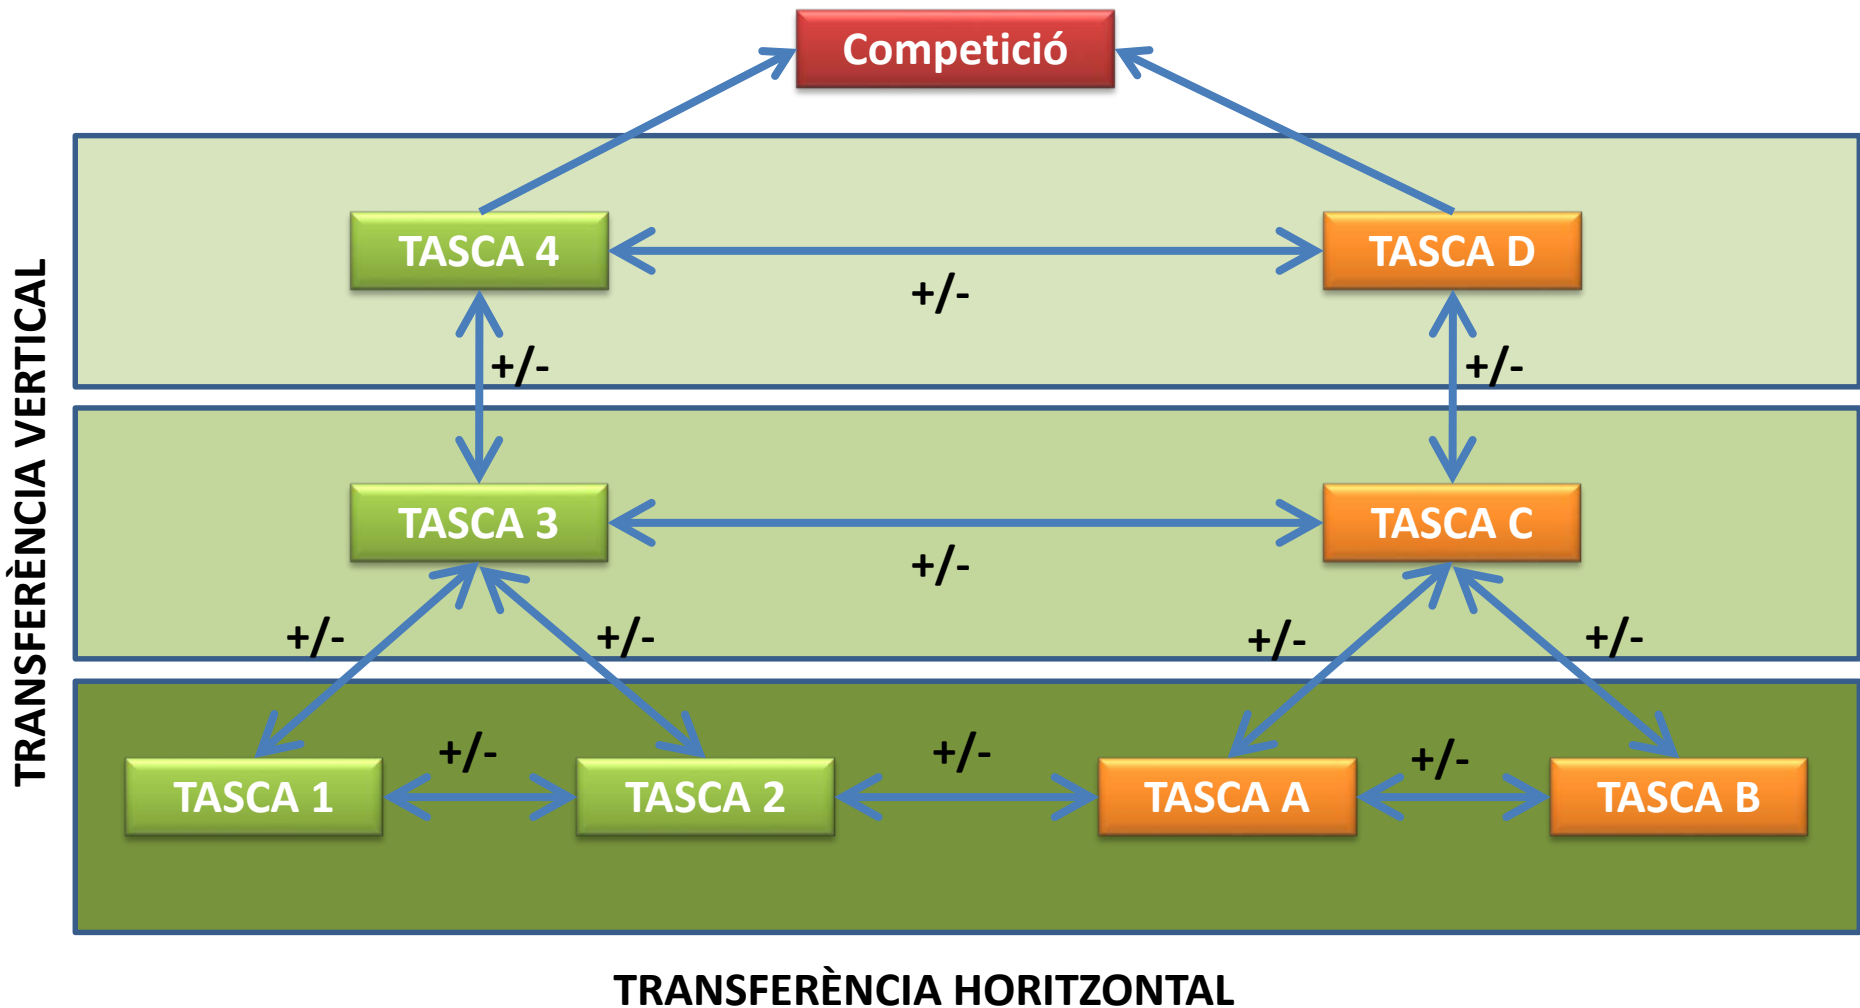 Competició
TASCA 4
TASCA D
+/-
+/-
+/-
TRANSFERÈNCIA VERTICAL
TASCA 3
TASCA C
+/-
+/-
+/-
+/-
+/-
+/-
+/-
+/-
TASCA 1
TASCA 2
TASCA A
TASCA B
TRANSFERÈNCIA HORITZONTAL